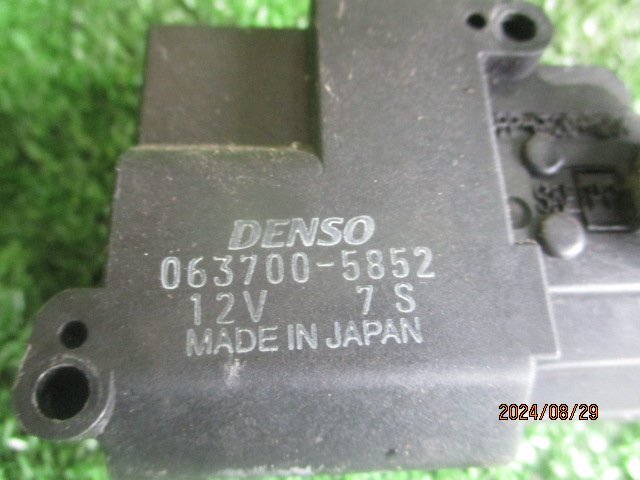 DENSO
063700-5852
12V 7S
MADE IN JAPAN
2024/08/29